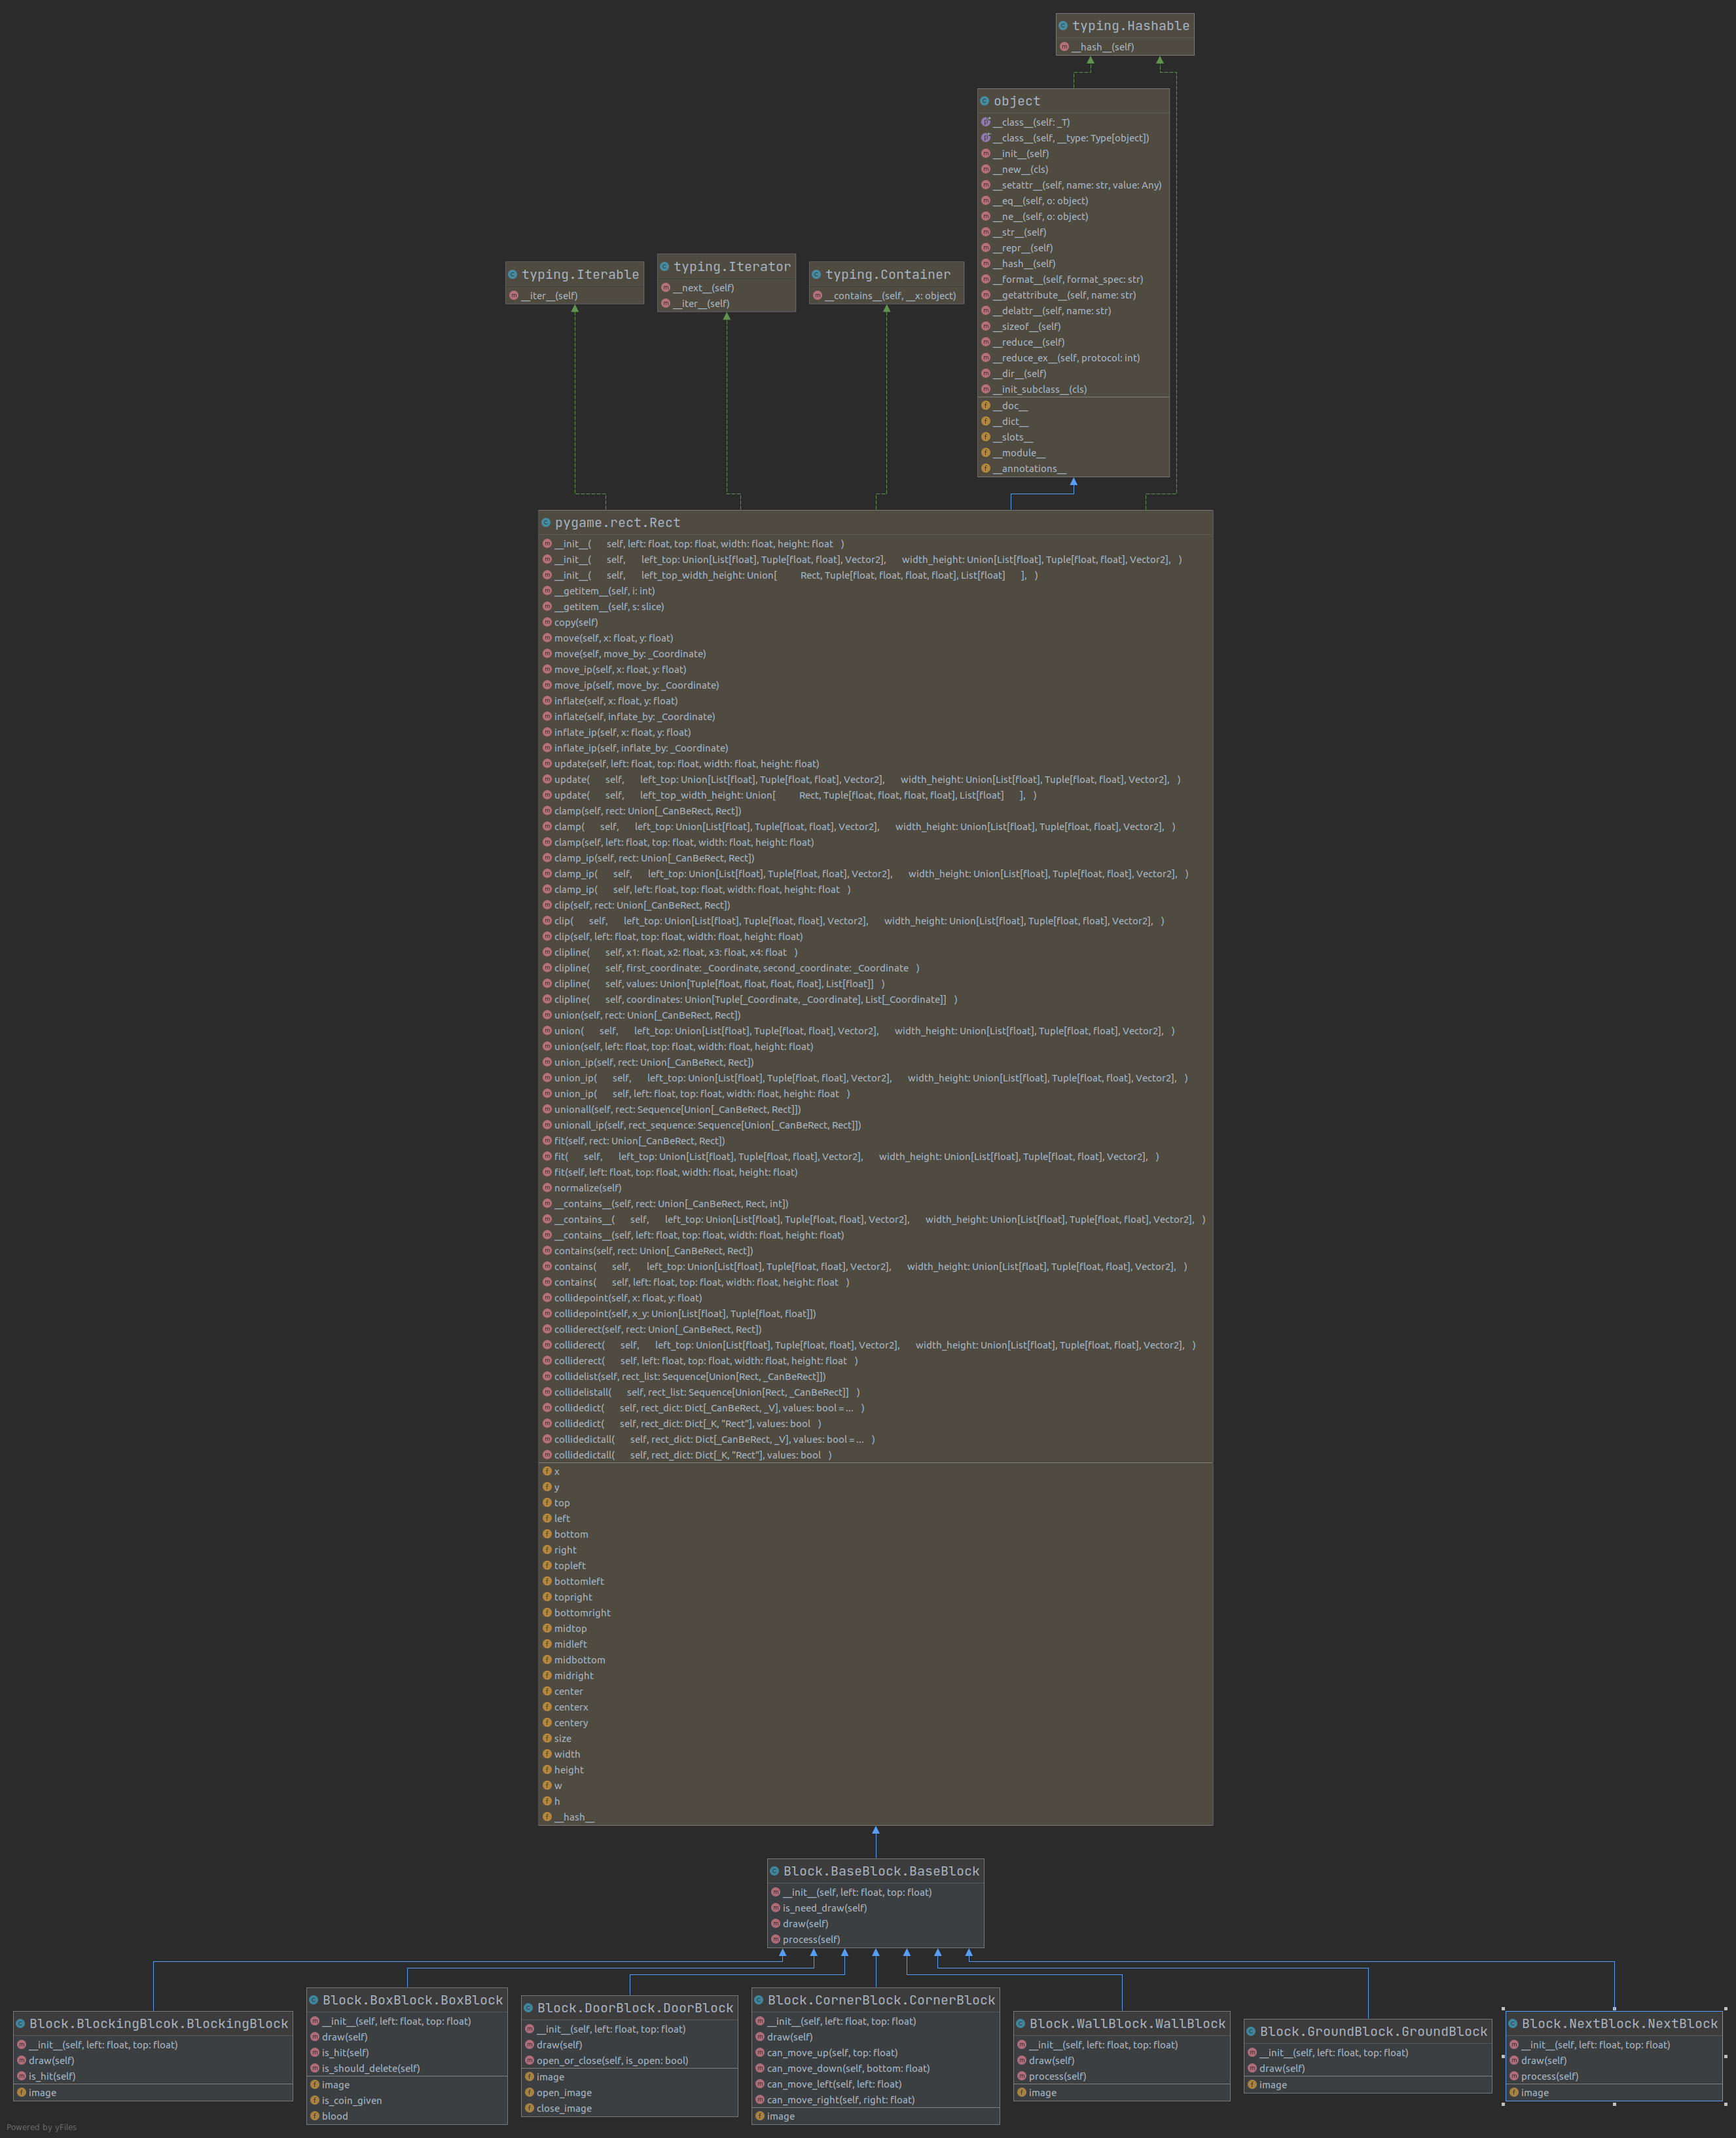 typing.Hashable
__hash__(self)
object
__class__(self: _T)
__class__(self, __type: Type[object])
__init__(self)
__new__(cls)
__setattr__(self, name: str, value: Any)
__eq__(self, o: object)
__ne__(self, o: object)
__str__(self)
__repr__(self)
__hash__(self)
__format__(self, format_spec: str)
__getattribute__(self, name: str)
__delattr__(self, name: str)
__sizeof__(self)
__reduce__(self)
__reduce_ex__(self, protocol: int)
__dir__(self)
__init_subclass__(cls)
__doc__
__dict__
__slots__
__module__
__annotations__
typing.Iterable
__iter__(self)
typing.Iterator
__next__(self)
__iter__(self)
typing.Container
__contains__(self, __x: object)
pygame.rect.Rect
__init__( self, left: float, top: float, width: float, height: float )
__init__( self, left_top: Union[List[float], Tuple[float, float], Vector2], width_height: Union[List[float], Tuple[float, float], Vector2], )
__init__( self, left_top_width_height: Union[ Rect, Tuple[float, float, float, float], List[float] ], )
__getitem__(self, i: int)
__getitem__(self, s: slice)
copy(self)
move(self, x: float, y: float)
move(self, move_by: _Coordinate)
move_ip(self, x: float, y: float)
move_ip(self, move_by: _Coordinate)
inflate(self, x: float, y: float)
inflate(self, inflate_by: _Coordinate)
inflate_ip(self, x: float, y: float)
inflate_ip(self, inflate_by: _Coordinate)
update(self, left: float, top: float, width: float, height: float)
update( self, left_top: Union[List[float], Tuple[float, float], Vector2], width_height: Union[List[float], Tuple[float, float], Vector2], )
update( self, left_top_width_height: Union[ Rect, Tuple[float, float, float, float], List[float] ], )
clamp(self, rect: Union[_CanBeRect, Rect])
clamp( self, left_top: Union[List[float], Tuple[float, float], Vector2], width_height: Union[List[float], Tuple[float, float], Vector2], )
clamp(self, left: float, top: float, width: float, height: float)
clamp_ip(self, rect: Union[_CanBeRect, Rect])
clamp_ip( self, left_top: Union[List[float], Tuple[float, float], Vector2], width_height: Union[List[float], Tuple[float, float], Vector2], )
clamp_ip( self, left: float, top: float, width: float, height: float )
clip(self, rect: Union[_CanBeRect, Rect])
clip( self, left_top: Union[List[float], Tuple[float, float], Vector2], width_height: Union[List[float], Tuple[float, float], Vector2], )
clip(self, left: float, top: float, width: float, height: float)
clipline( self, x1: float, x2: float, x3: float, x4: float )
clipline( self, first_coordinate: _Coordinate, second_coordinate: _Coordinate )
clipline( self, values: Union[Tuple[float, float, float, float], List[float]] )
clipline( self, coordinates: Union[Tuple[_Coordinate, _Coordinate], List[_Coordinate]] )
union(self, rect: Union[_CanBeRect, Rect])
union( self, left_top: Union[List[float], Tuple[float, float], Vector2], width_height: Union[List[float], Tuple[float, float], Vector2], )
union(self, left: float, top: float, width: float, height: float)
union_ip(self, rect: Union[_CanBeRect, Rect])
union_ip( self, left_top: Union[List[float], Tuple[float, float], Vector2], width_height: Union[List[float], Tuple[float, float], Vector2], )
union_ip( self, left: float, top: float, width: float, height: float )
unionall(self, rect: Sequence[Union[_CanBeRect, Rect]])
unionall_ip(self, rect_sequence: Sequence[Union[_CanBeRect, Rect]])
fit(self, rect: Union[_CanBeRect, Rect])
fit( self, left_top: Union[List[float], Tuple[float, float], Vector2], width_height: Union[List[float], Tuple[float, float], Vector2], )
fit(self, left: float, top: float, width: float, height: float)
normalize(self)
__contains__(self, rect: Union[_CanBeRect, Rect, int])
__contains__( self, left_top: Union[List[float], Tuple[float, float], Vector2], width_height: Union[List[float], Tuple[float, float], Vector2], )
__contains__(self, left: float, top: float, width: float, height: float)
contains(self, rect: Union[_CanBeRect, Rect])
contains( self, left_top: Union[List[float], Tuple[float, float], Vector2], width_height: Union[List[float], Tuple[float, float], Vector2], )
contains( self, left: float, top: float, width: float, height: float )
collidepoint(self, x: float, y: float)
collidepoint(self, x_y: Union[List[float], Tuple[float, float]])
colliderect(self, rect: Union[_CanBeRect, Rect])
colliderect( self, left_top: Union[List[float], Tuple[float, float], Vector2], width_height: Union[List[float], Tuple[float, float], Vector2], )
colliderect( self, left: float, top: float, width: float, height: float )
collidelist(self, rect_list: Sequence[Union[Rect, _CanBeRect]])
collidelistall( self, rect_list: Sequence[Union[Rect, _CanBeRect]] )
collidedict( self, rect_dict: Dict[_CanBeRect, _V], values: bool = ... )
collidedict( self, rect_dict: Dict[_K, "Rect"], values: bool )
collidedictall( self, rect_dict: Dict[_CanBeRect, _V], values: bool = ... )
collidedictall( self, rect_dict: Dict[_K, "Rect"], values: bool )
x
y
top
left
bottom
right
topleft
bottomleft
topright
bottomright
midtop
midleft
midbottom
midright
center
centerx
centery
size
width
height
w
h
__hash__
Block.BaseBlock.BaseBlock
__init__(self, left: float, top: float)
is_need_draw(self)
draw(self)
process(self)
Block.BlockingBlcok.BlockingBlock
__init__(self, left: float, top: float)
draw(self)
is_hit(self)
image
Block.BoxBlock.BoxBlock
__init__(self, left: float, top: float)
draw(self)
is_hit(self)
is_should_delete(self)
image
is_coin_given
blood
Block.DoorBlock.DoorBlock
__init__(self, left: float, top: float)
draw(self)
open_or_close(self, is_open: bool)
image
open_image
close_image
Block.CornerBlock.CornerBlock
__init__(self, left: float, top: float)
draw(self)
can_move_up(self, top: float)
can_move_down(self, bottom: float)
can_move_left(self, left: float)
can_move_right(self, right: float)
image
Block.WallBlock.WallBlock
__init__(self, left: float, top: float)
draw(self)
process(self)
image
Block.GroundBlock.GroundBlock
__init__(self, left: float, top: float)
draw(self)
image
Block.NextBlock.NextBlock
__init__(self, left: float, top: float)
draw(self)
process(self)
image
Powered by yFiles